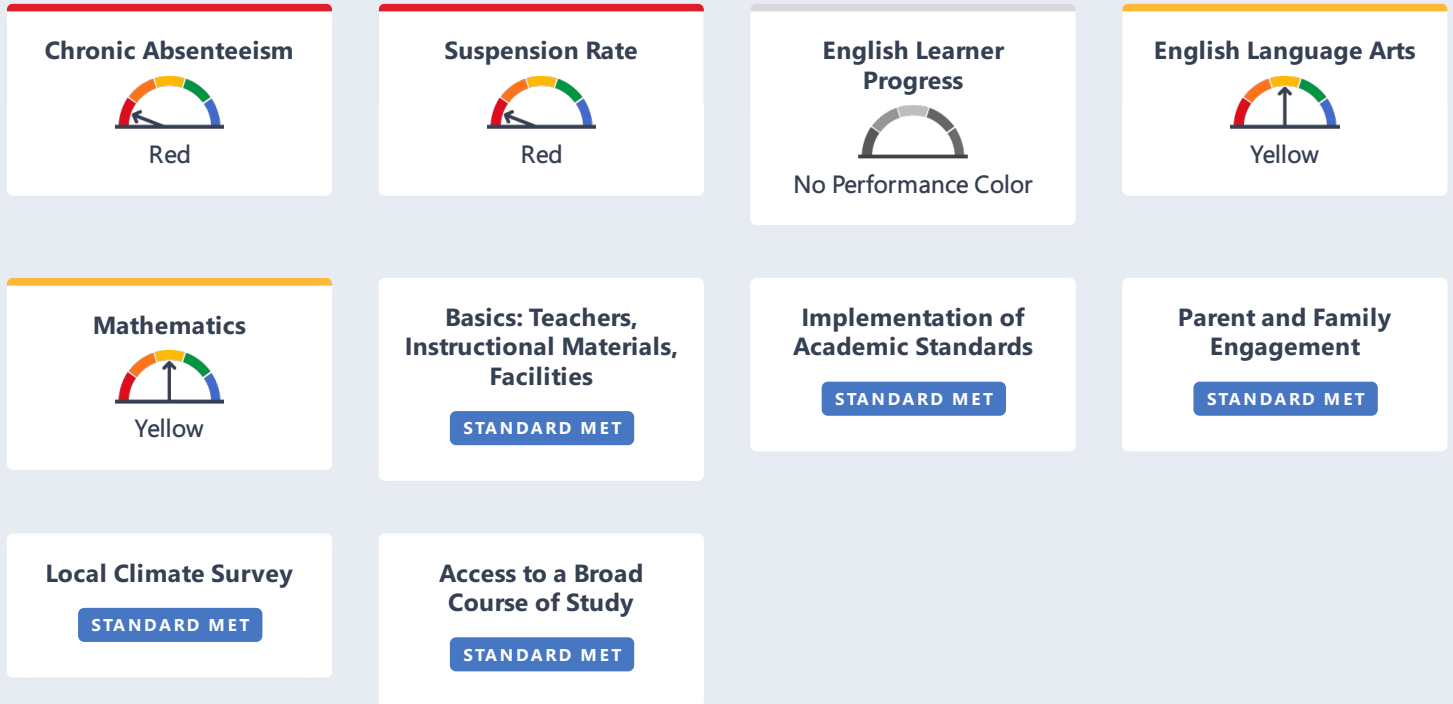 Chronic Absenteeism
Red
Suspension Rate
Red
English Learner
Progress
No Performance Color
English Language Arts
Yellow
Mathematics
Yellow
Basics: Teachers,
Instructional Materials,
Facilities
STANDARD MET
Implementation of
Academic Standards
STANDARD MET
Parent and Family
Engagement
STANDARD MET
Local Climate Survey
STANDARD MET
Access to a Broad
Course of Study
STANDARD MET